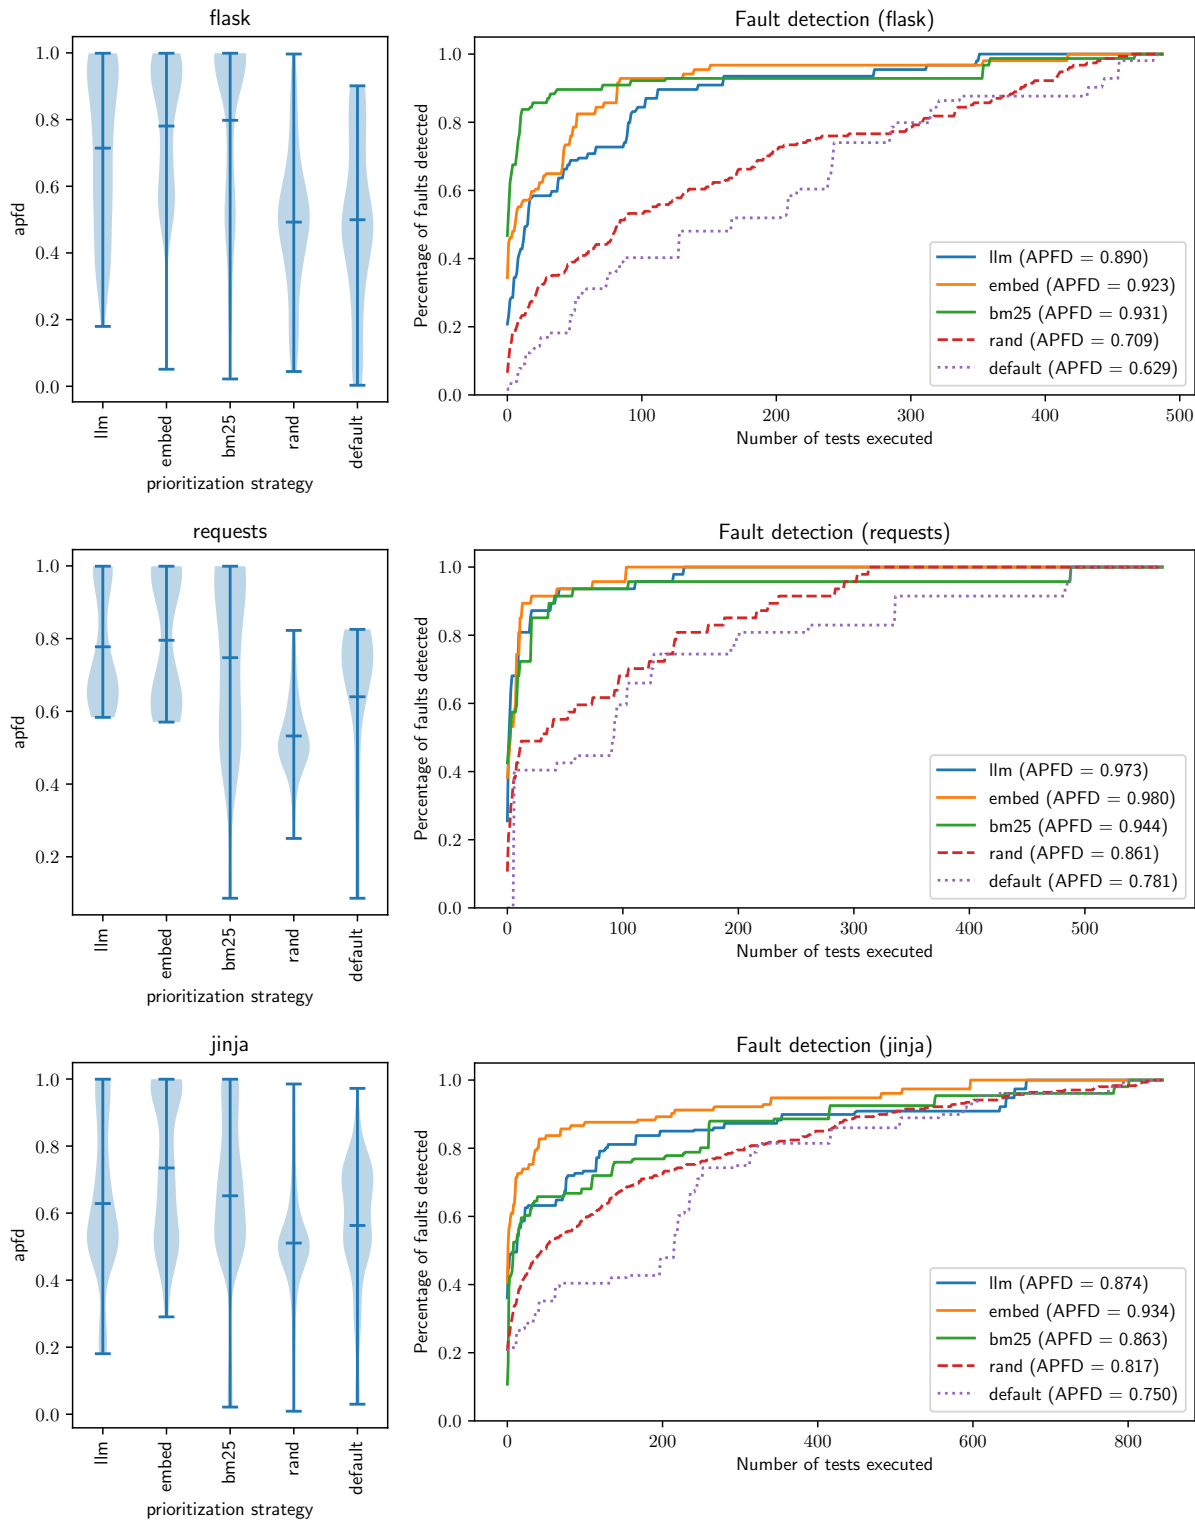 flask
apfd
1.0
0.8
0.6
0.4
0.2
0.0
llm
embed
bm25
rand
default
prioritization strategy
Fault detection (flask)
Percentage of faults detected
1.0
0.8
0.6
0.4
0.2
0.0
0 100 200 300 400 500
Number of tests executed
llm (APFD = 0.890)
embed (APFD = 0.923)
bm25 (APFD = 0.931)
rand (APFD = 0.709)
default (APFD = 0.629)
requests
apfd
1.0
0.8
0.6
0.4
0.2
llm
embed
bm25
rand
default
prioritization strategy
Fault detection (requests)
Percentage of faults detected
1.0
0.8
0.6
0.4
0.2
0.0
0 100 200 300 400 500
Number of tests executed
llm (APFD = 0.973)
embed (APFD = 0.980)
bm25 (APFD = 0.944)
rand (APFD = 0.861)
default (APFD = 0.781)
jinja
apfd
1.0
0.8
0.6
0.4
0.2
0.0
llm
embed
bm25
rand
default
prioritization strategy
Fault detection (jinja)
Percentage of faults detected
1.0
0.8
0.6
0.4
0.2
0.0
0 200 400 600 800
Number of tests executed
llm (APFD = 0.874)
embed (APFD = 0.934)
bm25 (APFD = 0.863)
rand (APFD = 0.817)
default (APFD = 0.750)